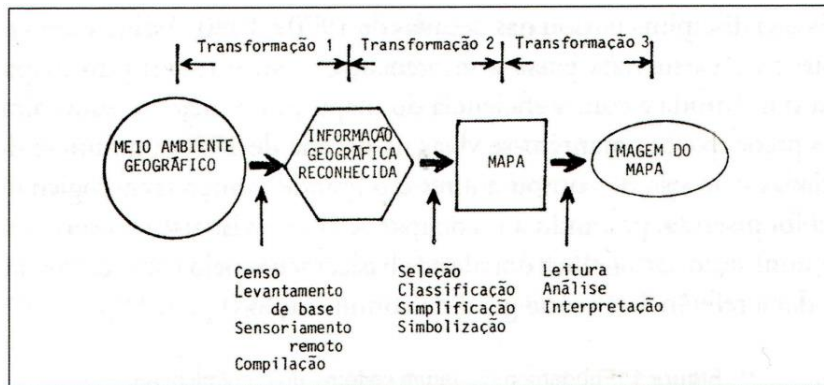 Transformação 1 Transformação 2 Transformação 3
MEIO AMBIENTE
GEOGRÁFICO
INFORMAÇÃO
GEOGRÁFICA
RECONHECIDA
MAPA
IMAGEM DO
MAPA
Censo
Levantamento
de base
Sensoriamento
remoto
Compilação
Seleção
Classificação
Simplificação
Simbolização
Leitura
Análise
Interpretação